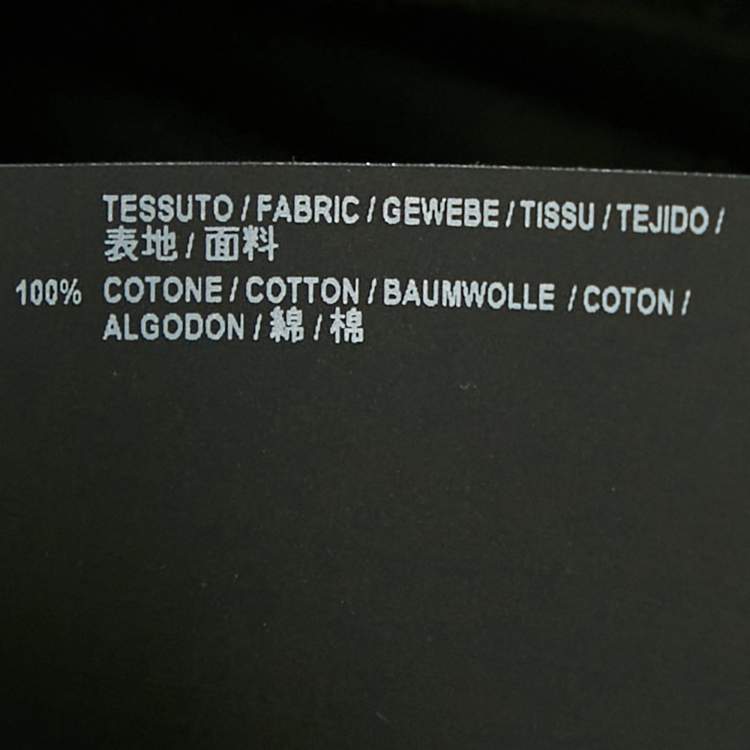 TESSUTO / FABRIC / GEWEBE / TISSU / TEJIDO /
表地 / 面料
100% COTONE / COTTON / BAUMWOLLE / COTON /
ALGODON / 綿 / 棉